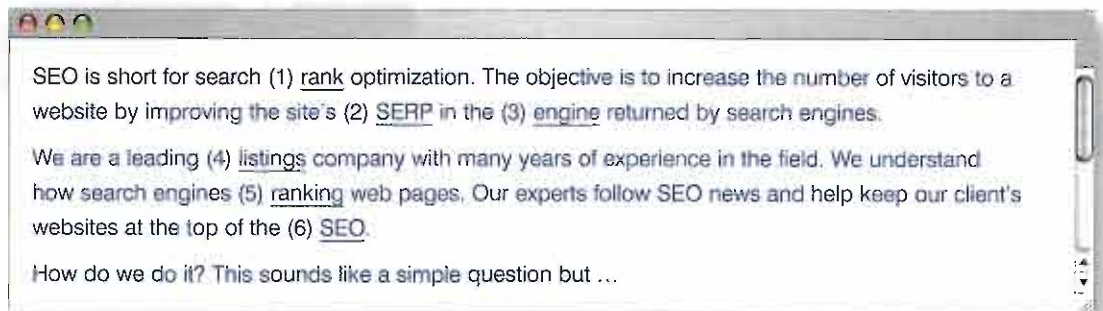 SEO is short for search (1) rank optimization. The objective is to increase the number of visitors to a
website by improving the site's (2) SERP in the (3) engine returned by search engines.
We are a leading (4) listings company with many years of experience in the field. We understand
how search engines (5) ranking web pages. Our experts follow SEO news and help keep our client's
websites at the top of the (6) SEO.
How do we do it? This sounds like a simple question but ...